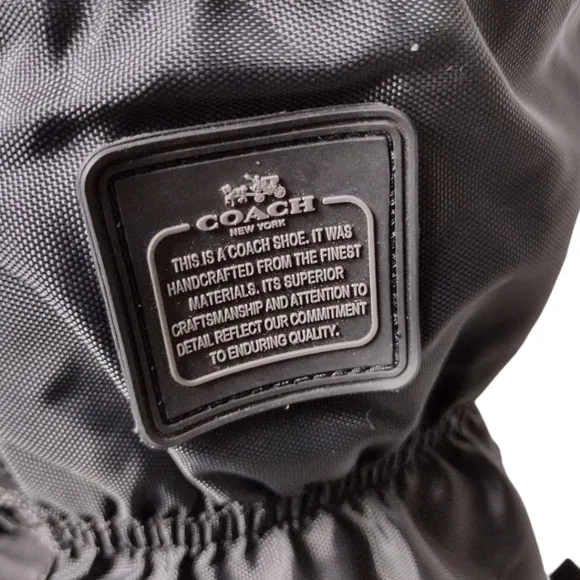 COACH
NEW YORK
THIS IS A COACH SHOE. IT WAS
HANDCRAFTED FROM THE FINEST
MATERIALS. ITS SUPERIOR
CRAFTSMANSHIP AND ATTENTION TO
DETAIL REFLECT OUR COMMITMENT
TO ENDURING QUALITY.